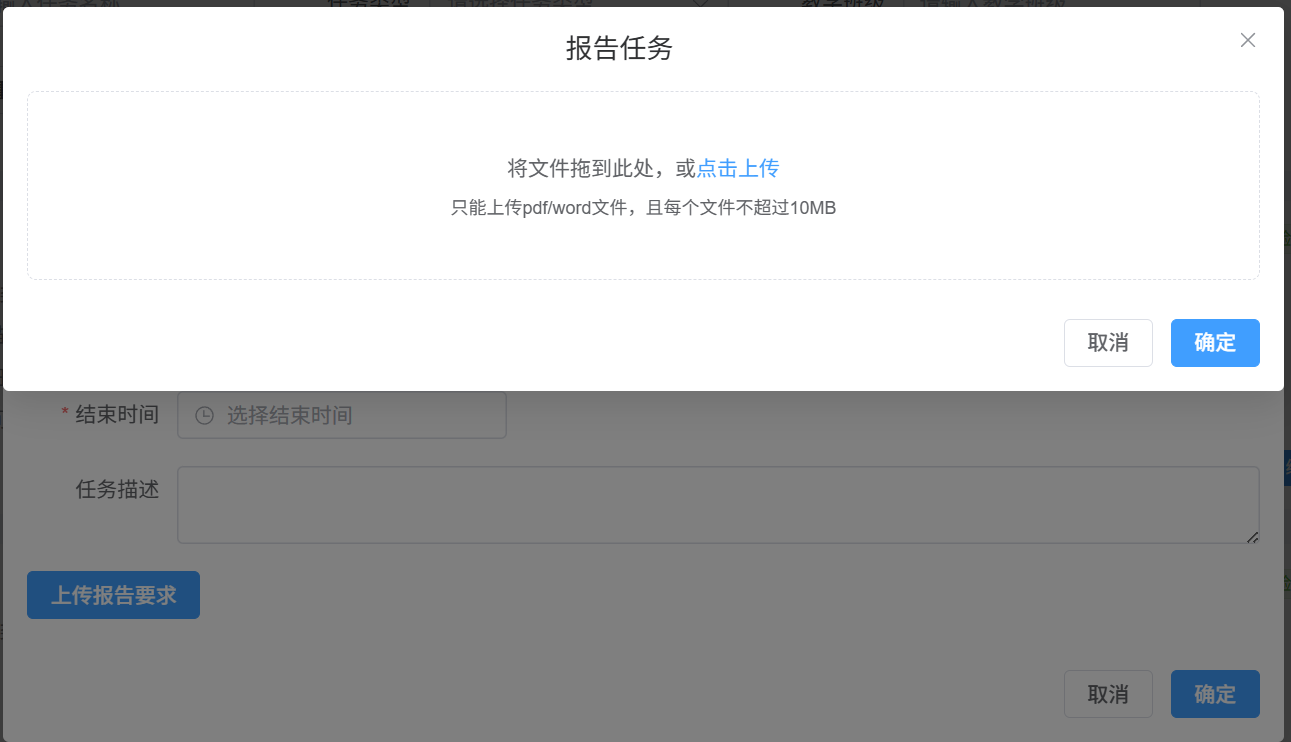 报告任务
将文件拖到此处，或点击上传
只能上传pdf/word文件，且每个文件不超过10MB
取消
确定
* 结束时间
选择结束时间
任务描述
上传报告要求
取消
确定